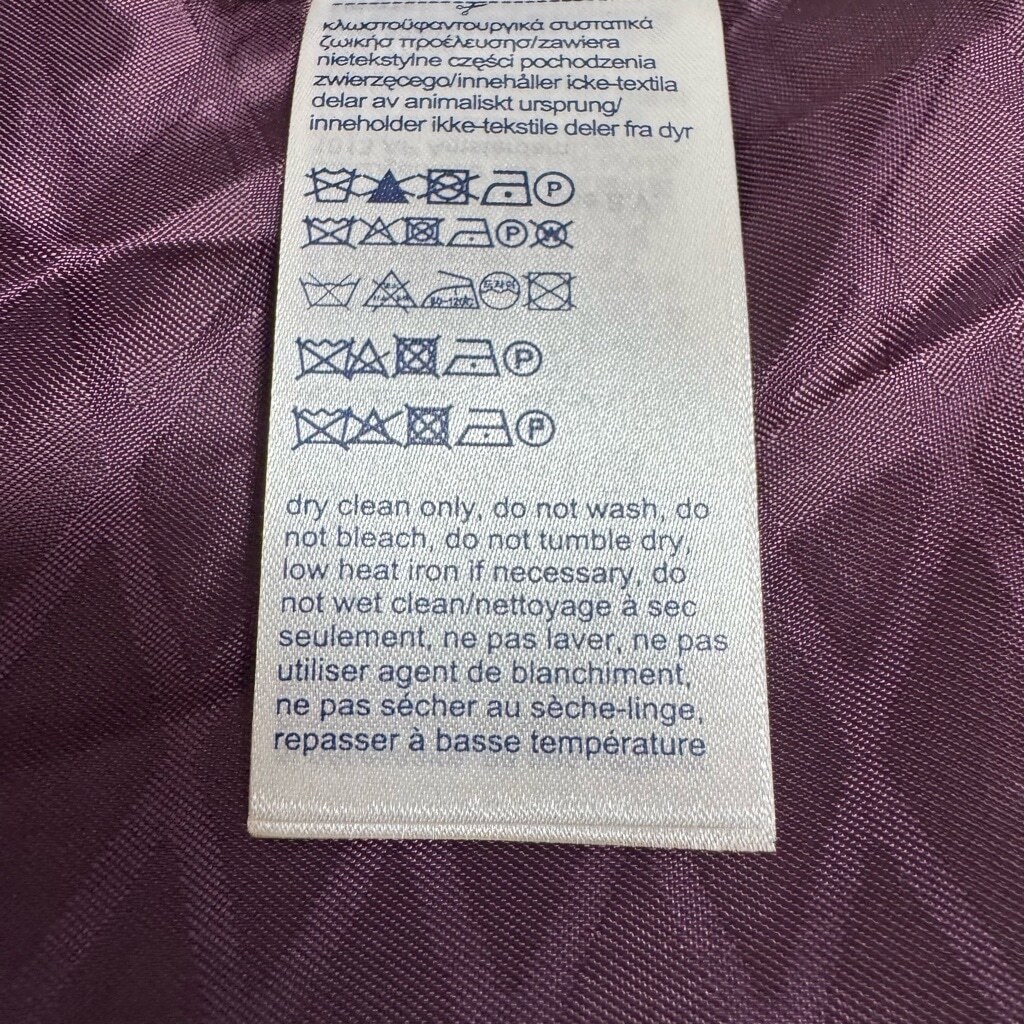 κλωστοϋφαντουργικά συστατικά
ζωικήσ προέλευσησ/zawiera
nietekstylne części pochodzenia
zwierzęcego/innehåller icke-textila
delar av animaliskt ursprung/
inneholder ikke-tekstile deler fra dyr
P
P W
드라이
P
P
dry clean only, do not wash, do
not bleach, do not tumble dry,
low heat iron if necessary, do
not wet clean/nettoyage à sec
seulement, ne pas laver, ne pas
utiliser agent de blanchiment,
ne pas sécher au sèche-linge,
repasser à basse température